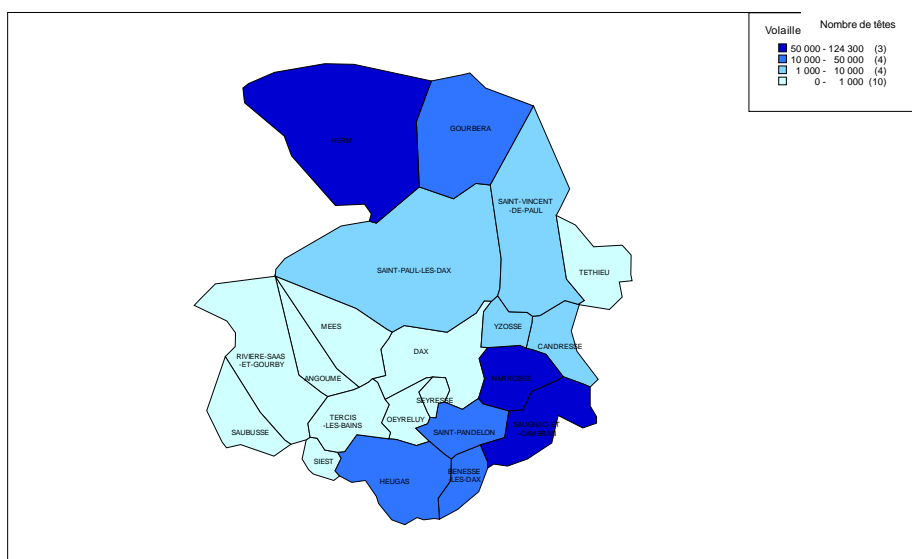 Nombre de têtes
Volaille
50 000 - 124 300 (3)
10 000 - 50 000 (4)
1 000 - 10 000 (4)
0 - 1 000 (10)
HERM
GOURBERA
SAINT-VINCENT
-DE-PAUL
SAINT-PAUL-LES-DAX
TETHIEU
MEES
YZOSSE
CANDRESSE
DAX
RIVIERE-SAAS
-ET-GOURBY
ANGOUME
NARROSSE
SEYRESSE
TERCIS
-LES-BAINS
OEYRELUY
SAUGNAC-ET
-CAMBRAN
SAUBUSSE
SAINT-PANDELON
SIEST
BENESSE
LES-DAX
HEUGAS